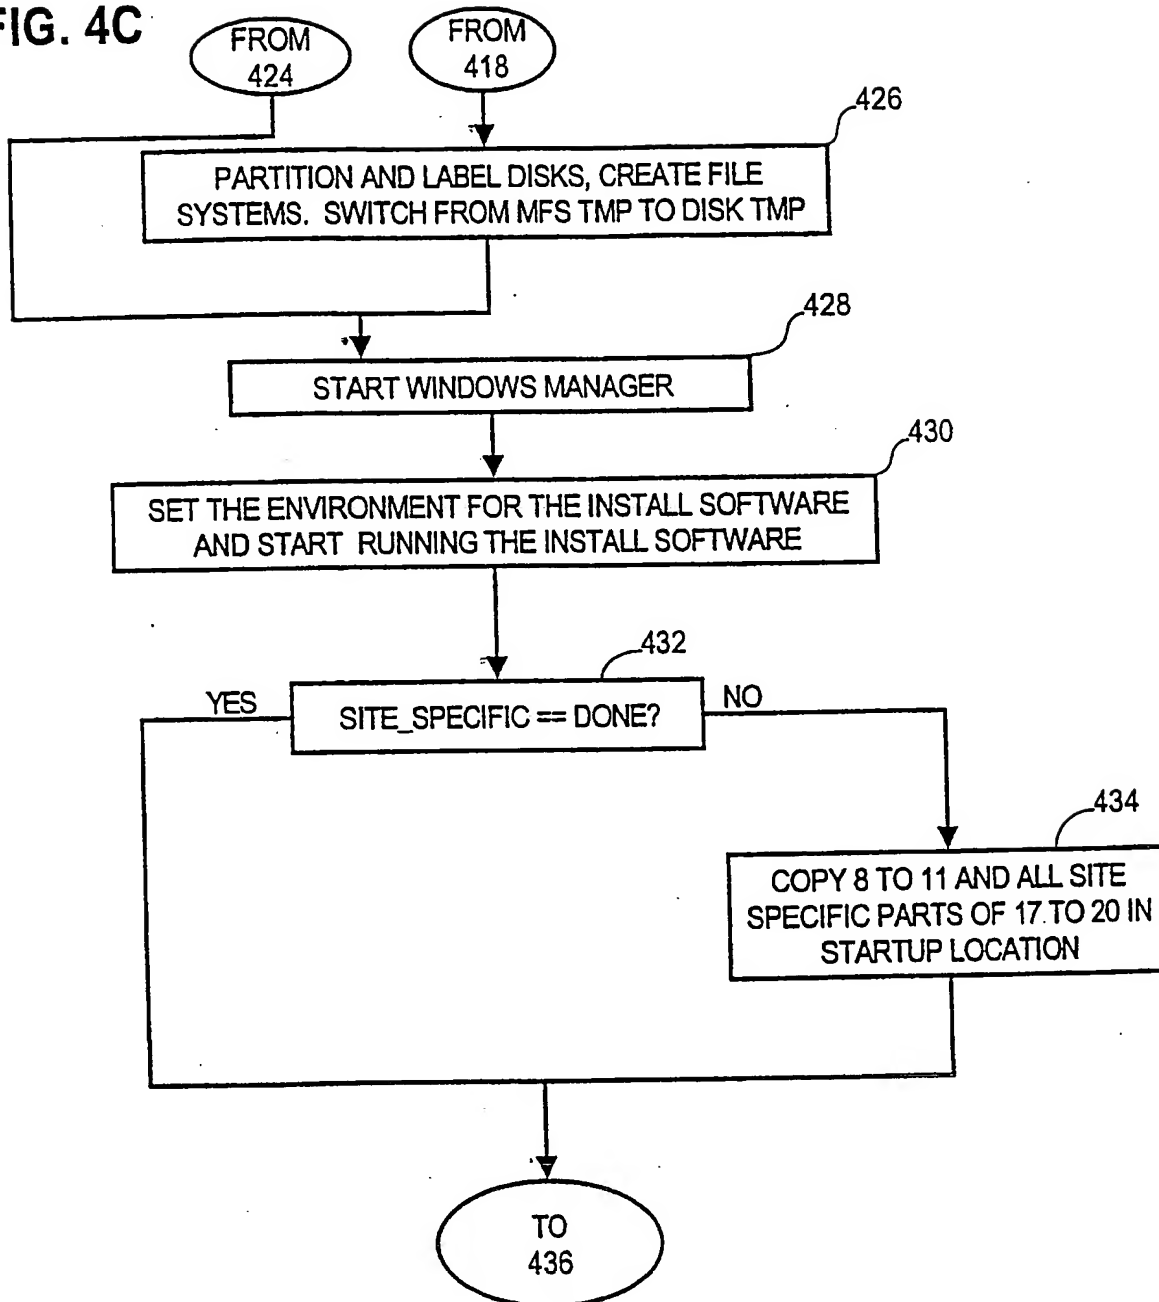 FIG. 4C
FROM
424
FROM
418
426
PARTITION AND LABEL DISKS, CREATE FILE
SYSTEMS. SWITCH FROM MFS TMP TO DISK TMP
428
START WINDOWS MANAGER
430
SET THE ENVIRONMENT FOR THE INSTALL SOFTWARE
AND START RUNNING THE INSTALL SOFTWARE
432
YES
SITE_SPECIFIC == DONE?
NO
434
COPY 8 TO 11 AND ALL SITE
SPECIFIC PARTS OF 17 TO 20 IN
STARTUP LOCATION
TO
436